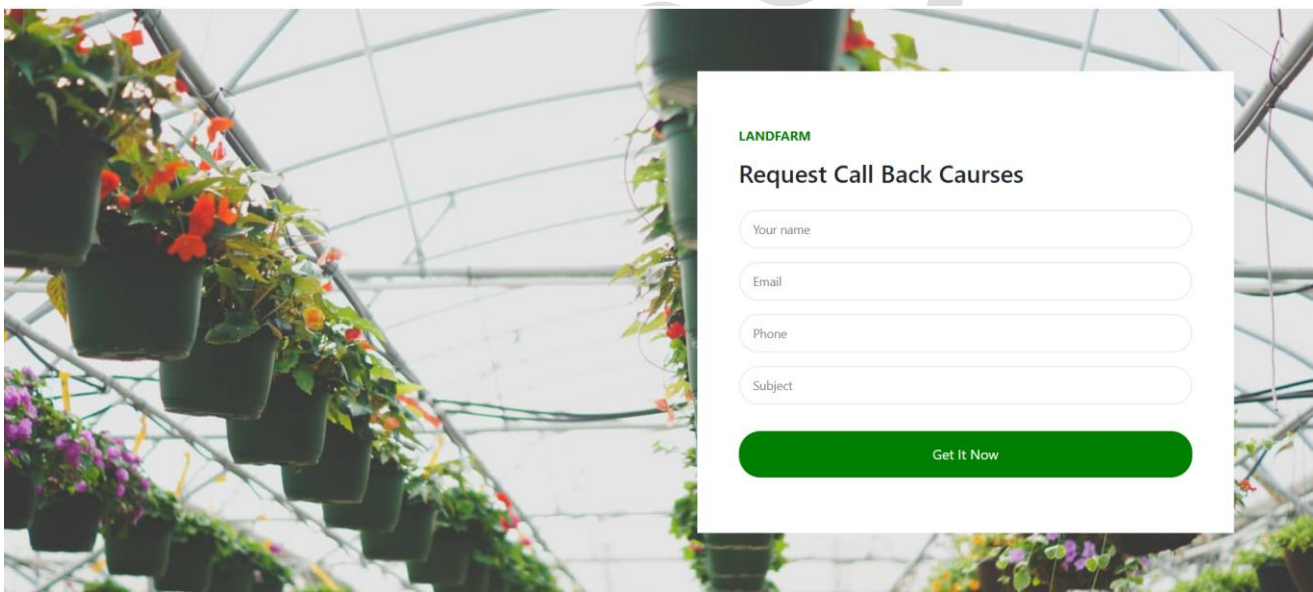 LANDFARM
Request Call Back Caurses
Your name
Email
Phone
Subject
Get It Now